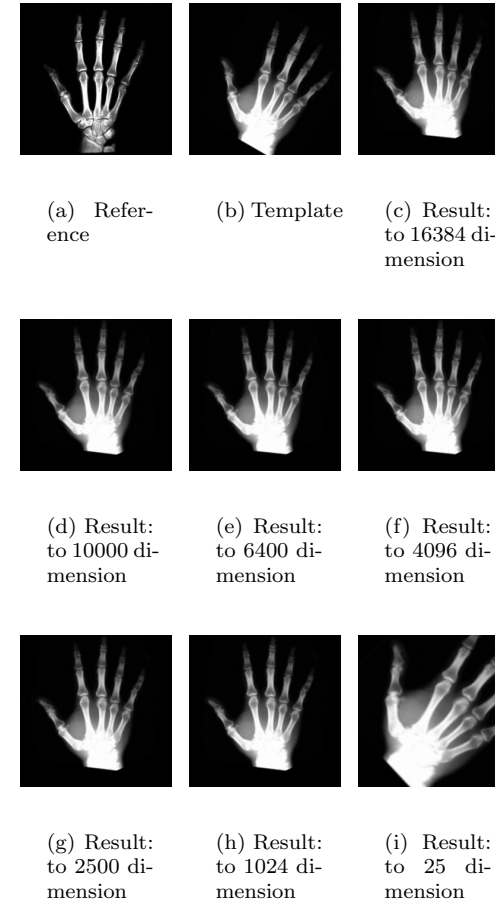 (a) Refer-
ence
(b) Template
(c) Result:
to 16384 di-
mension
(d) Result:
to 10000 di-
mension
(e) Result:
to 6400 di-
mension
(f) Result:
to 4096 di-
mension
(g) Result:
to 2500 di-
mension
(h) Result:
to 1024 di-
mension
(i) Result:
to 25 di-
mension